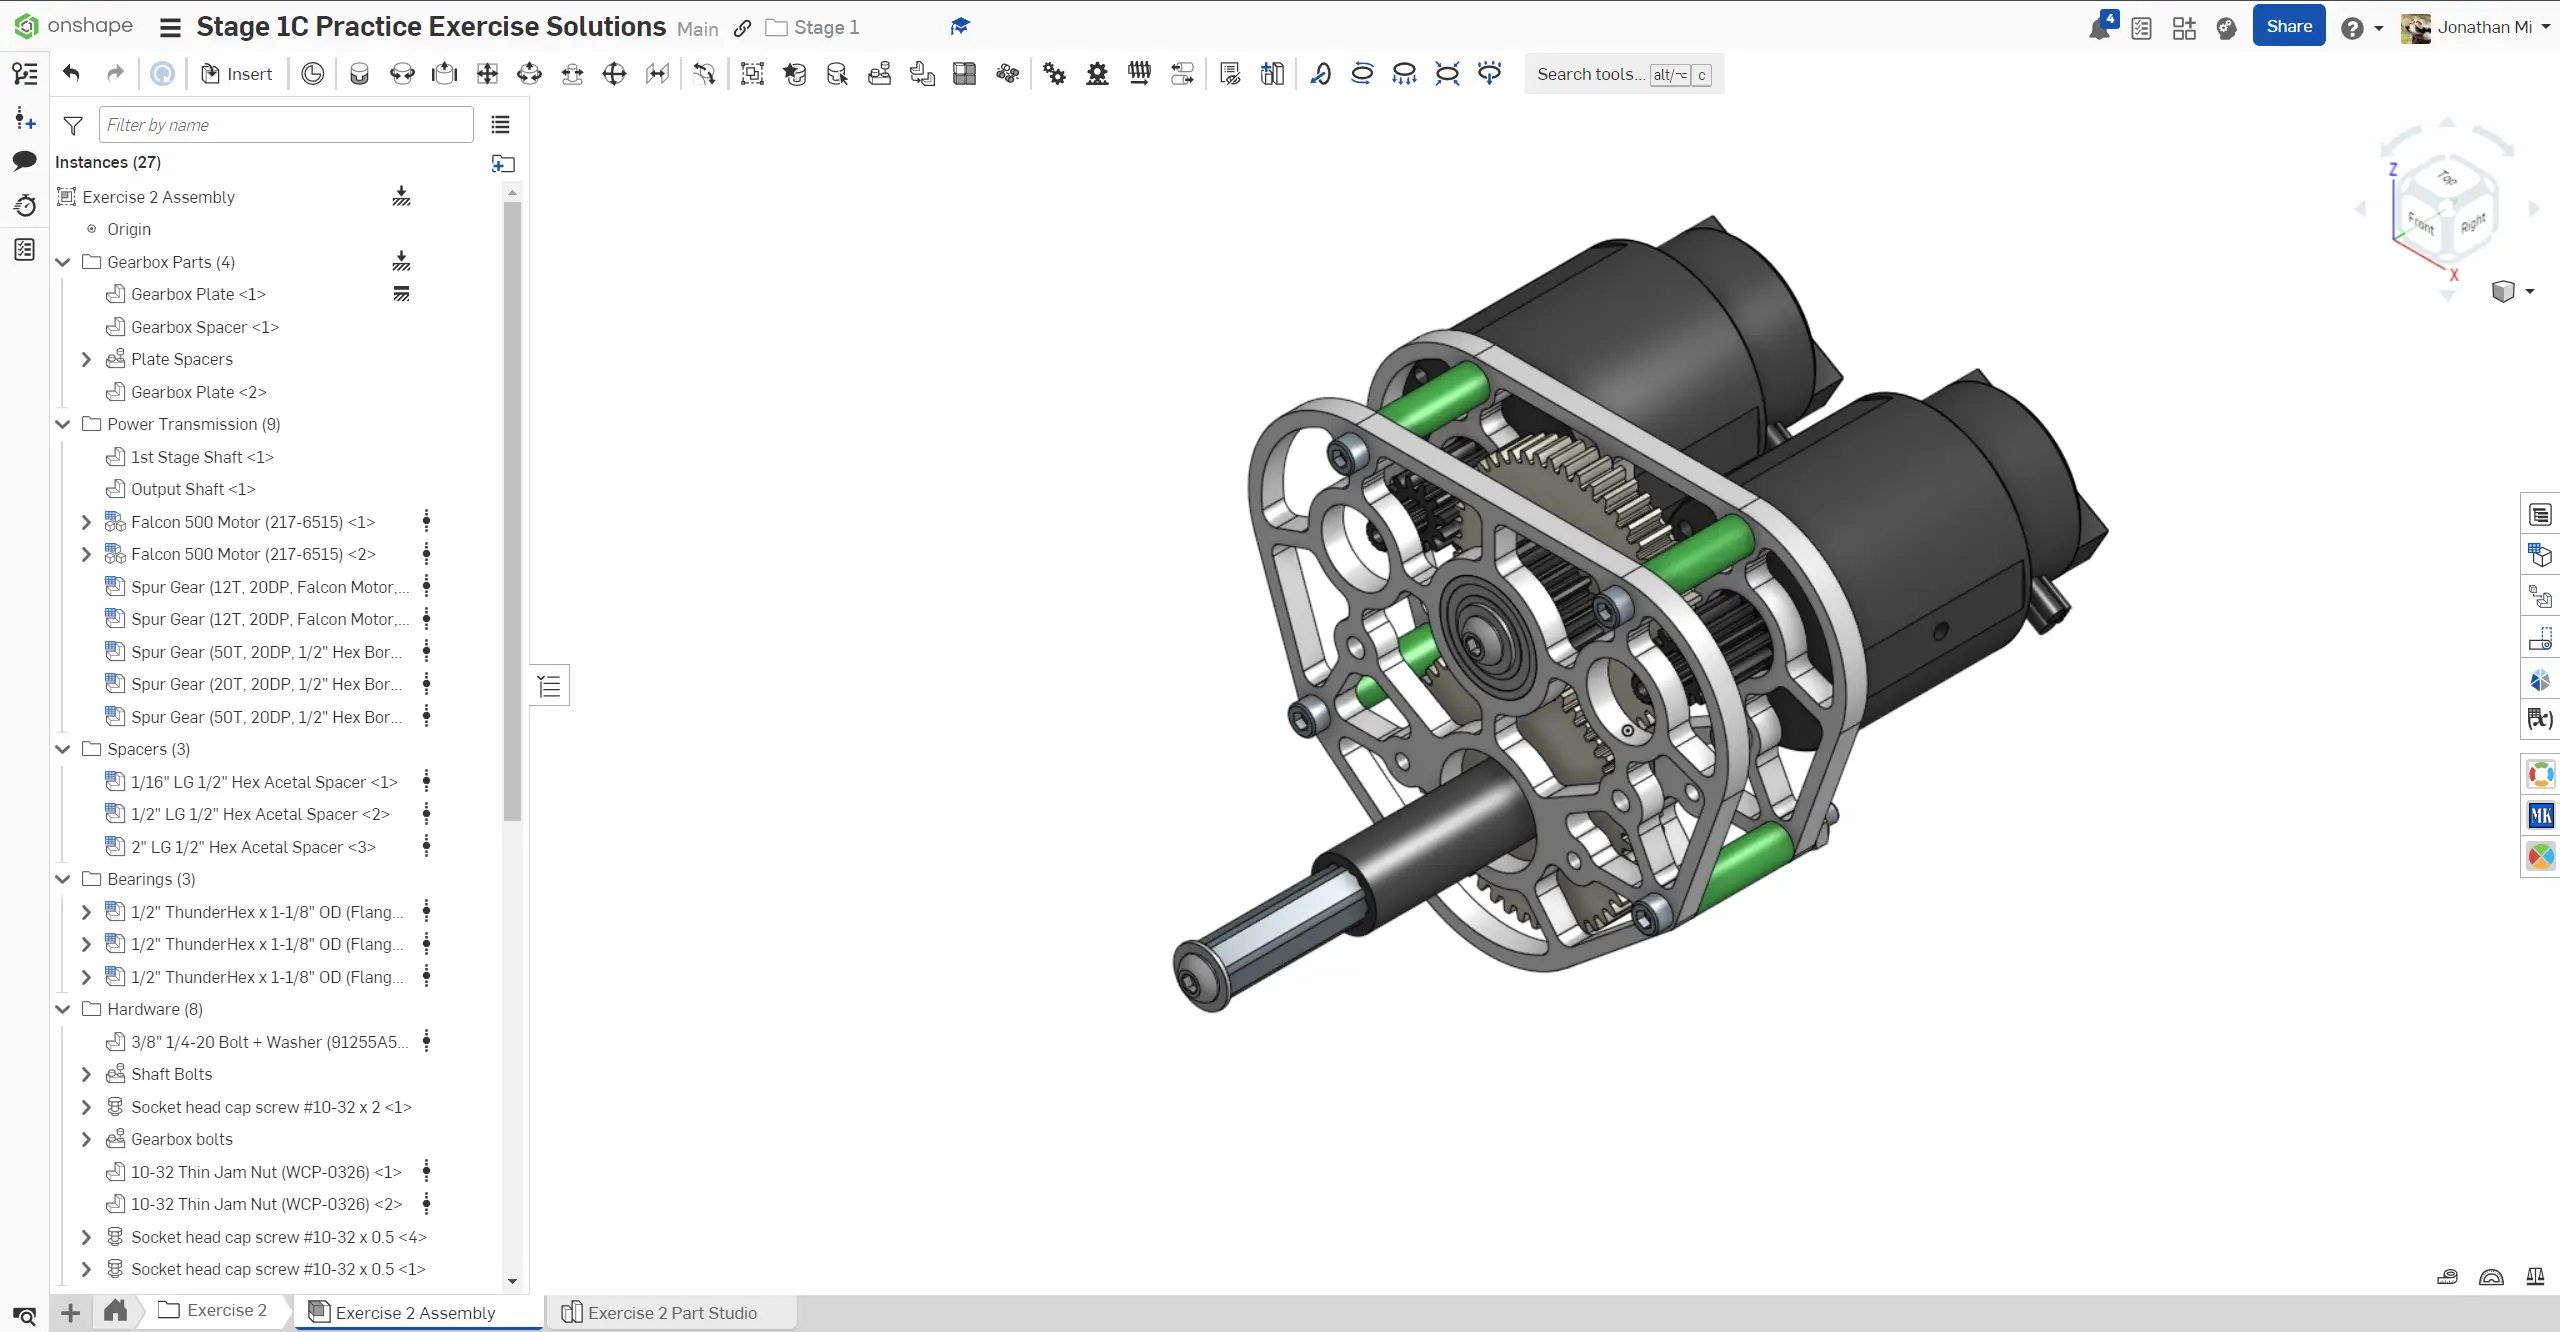 onshape
Stage 1C Practice Exercise Solutions Main Stage 1
4 Share Jonathan Mi
Insert
Search tools... alt/⌥ c
Filter by name
Instances (27)
Exercise 2 Assembly
Origin
Gearbox Parts (4)
Gearbox Plate <1>
Gearbox Spacer <1>
Plate Spacers
Gearbox Plate <2>
Power Transmission (9)
1st Stage Shaft <1>
Output Shaft <1>
Falcon 500 Motor (217-6515) <1>
Falcon 500 Motor (217-6515) <2>
Spur Gear (12T, 20DP, Falcon Motor,...
Spur Gear (12T, 20DP, Falcon Motor,...
Spur Gear (50T, 20DP, 1/2" Hex Bor...
Spur Gear (20T, 20DP, 1/2" Hex Bor...
Spur Gear (50T, 20DP, 1/2" Hex Bor...
Spacers (3)
1/16" LG 1/2" Hex Acetal Spacer <1>
1/2" LG 1/2" Hex Acetal Spacer <2>
2" LG 1/2" Hex Acetal Spacer <3>
Bearings (3)
1/2" ThunderHex x 1-1/8" OD (Flang...
1/2" ThunderHex x 1-1/8" OD (Flang...
1/2" ThunderHex x 1-1/8" OD (Flang...
Hardware (8)
3/8" 1/4-20 Bolt + Washer (91255A5...
Shaft Bolts
Socket head cap screw #10-32 x 2 <1>
Gearbox bolts
10-32 Thin Jam Nut (WCP-0326) <1>
10-32 Thin Jam Nut (WCP-0326) <2>
Socket head cap screw #10-32 x 0.5 <4>
Socket head cap screw #10-32 x 0.5 <1>
Z
Top
Front
Right
X
(x)
MK
Exercise 2
Exercise 2 Assembly
Exercise 2 Part Studio